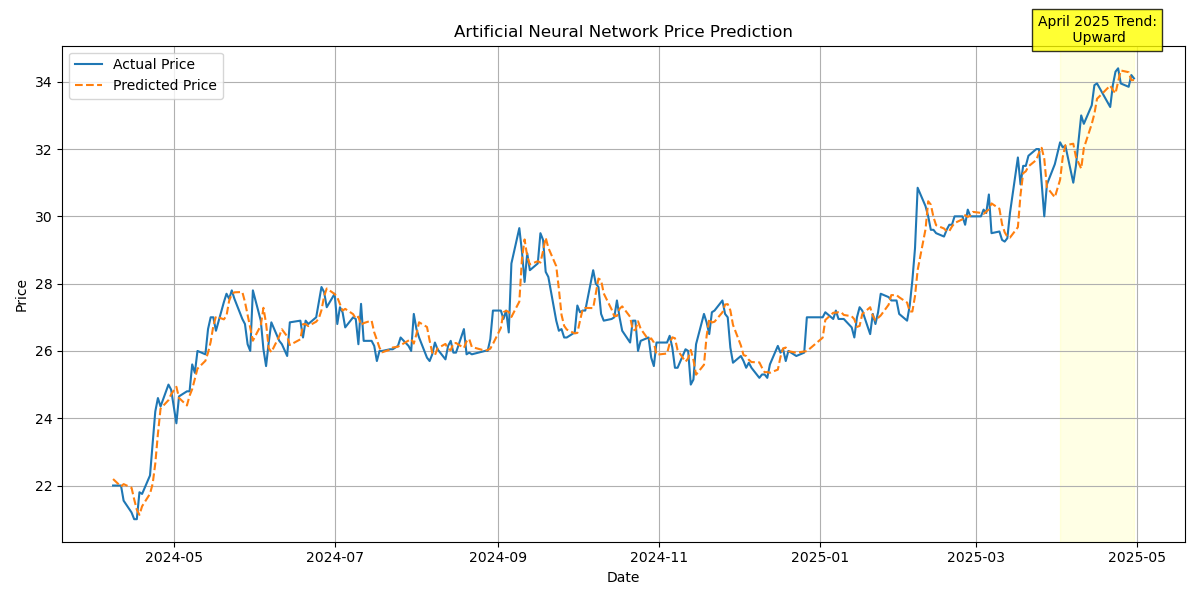 April 2025 Trend:
Upward
Artificial Neural Network Price Prediction
Actual Price
Predicted Price
Price
34
32
30
28
26
24
22
2024-05
2024-07
2024-09
2024-11
2025-01
2025-03
2025-05
Date